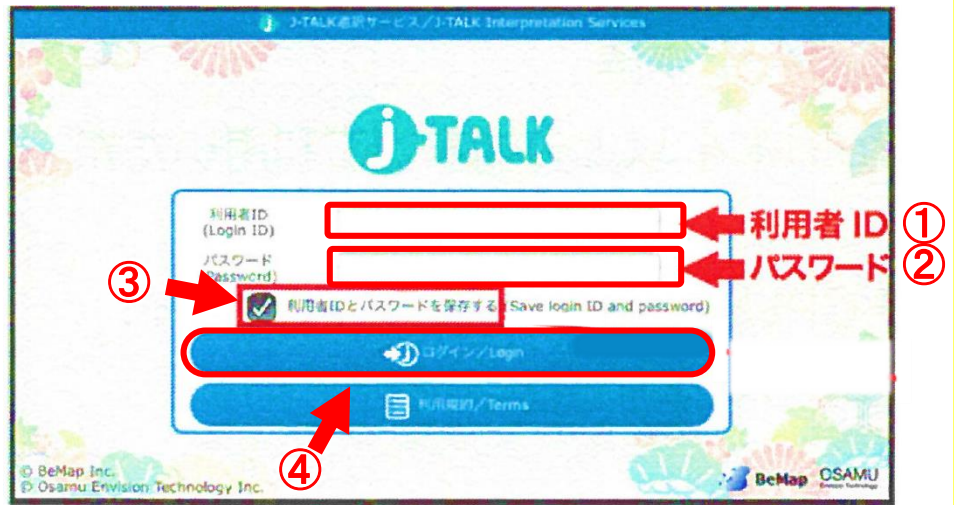 J-TALK通訳サービス/J-TALK Interpretation Services
j-TALK
利用者ID
(Login ID)
利用者 ID ①
パスワード
(Password)
パスワード ②
③
利用者IDとパスワードを保存する (Save login ID and password)
ログイン/Login
利用規約/Terms
④
© BeMap Inc.
© Osamu Envision Technology Inc.
BeMap OSAMU
Envision Technology